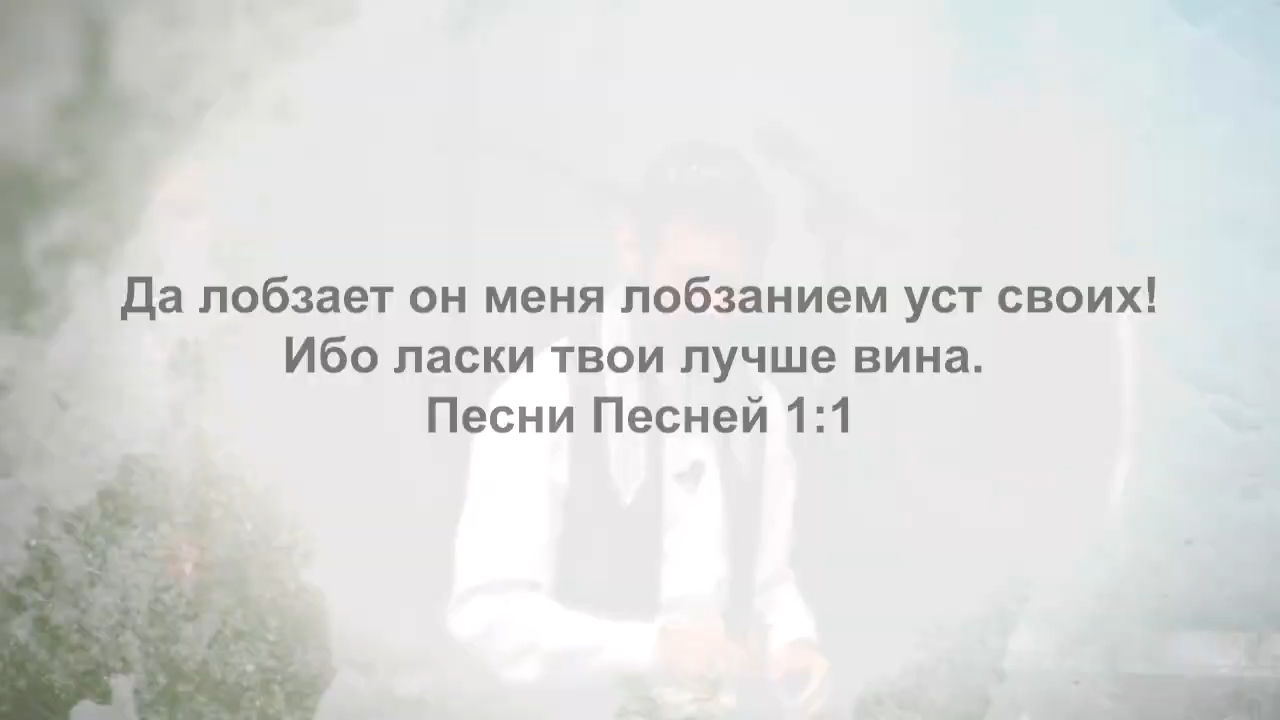 Да лобзает он меня лобзанием уст своих!
Ибо ласки твои лучше вина.
Песни Песней 1:1